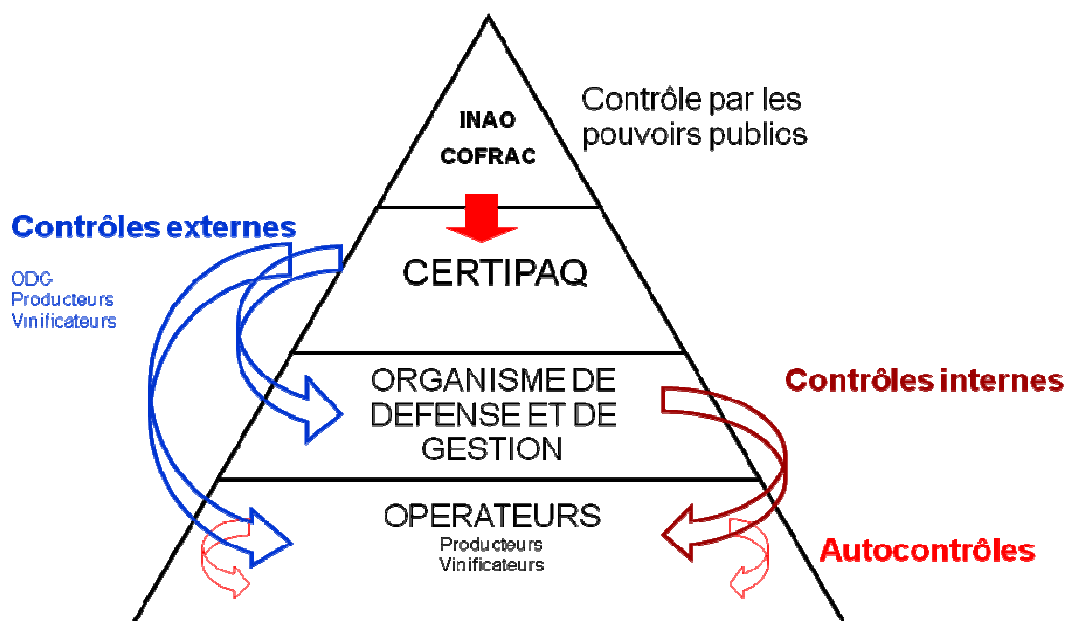 INAO
COFRAC
Contrôle par les
pouvoirs publics
Contrôles externes
ODG
Producteurs
Vinificateurs
CERTIPAQ
ORGANISME DE
DEFENSE ET DE
GESTION
Contrôles internes
OPERATEURS
Producteurs
Vinificateurs
Autocontrôles